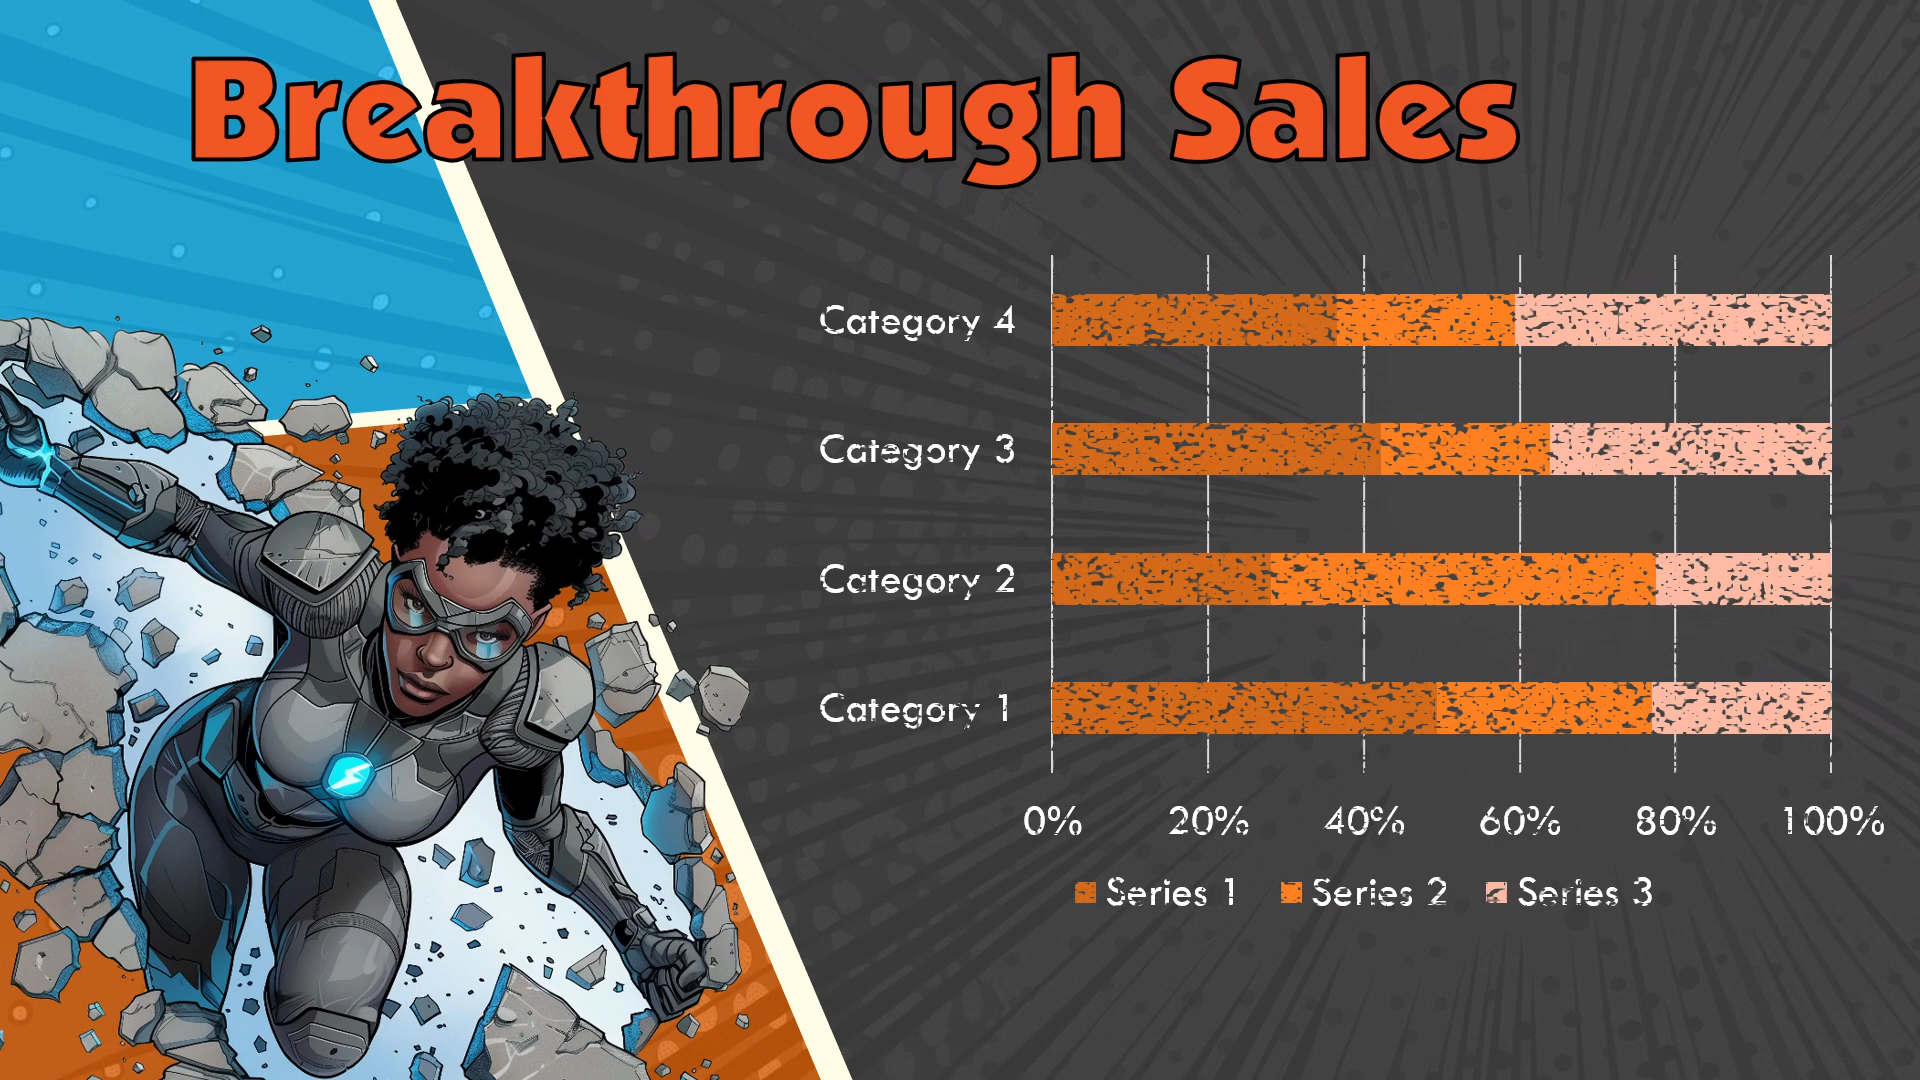 Breakthrough Sales
Category 4
Category 3
Category 2
Category 1
0% 20% 40% 60% 80% 100%
Series 1 Series 2 Series 3